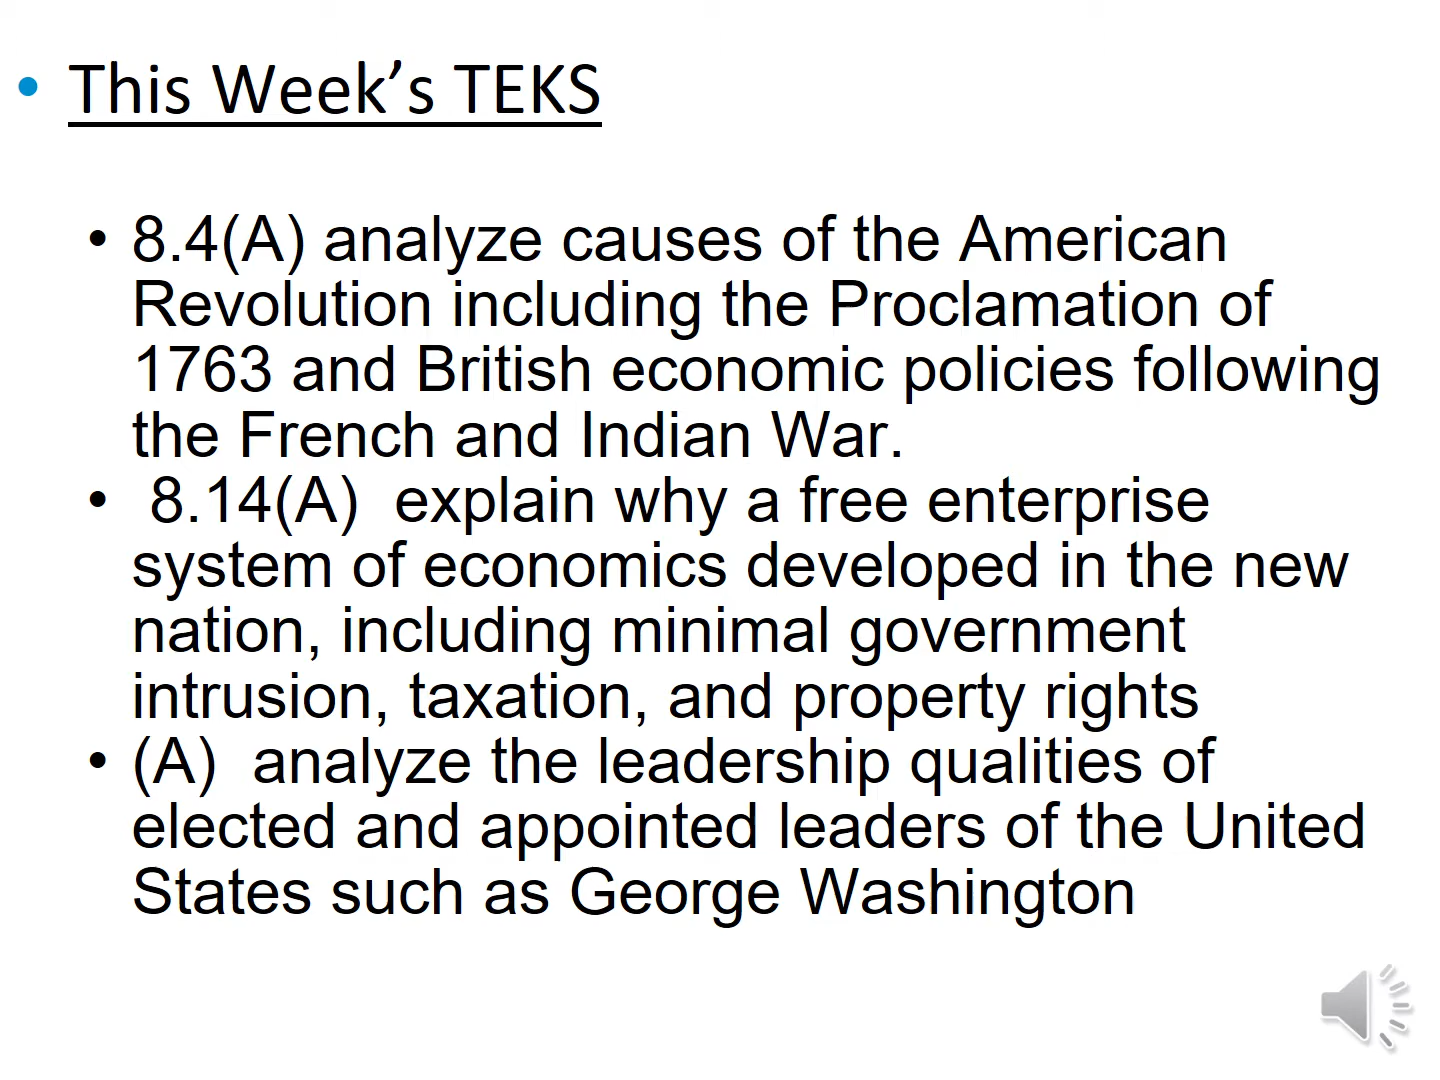 • This Week’s TEKS
• 8.4(A) analyze causes of the American
Revolution including the Proclamation of
1763 and British economic policies following
the French and Indian War.
• 8.14(A)  explain why a free enterprise
system of economics developed in the new
nation, including minimal government
intrusion, taxation, and property rights
• (A)  analyze the leadership qualities of
elected and appointed leaders of the United
States such as George Washington